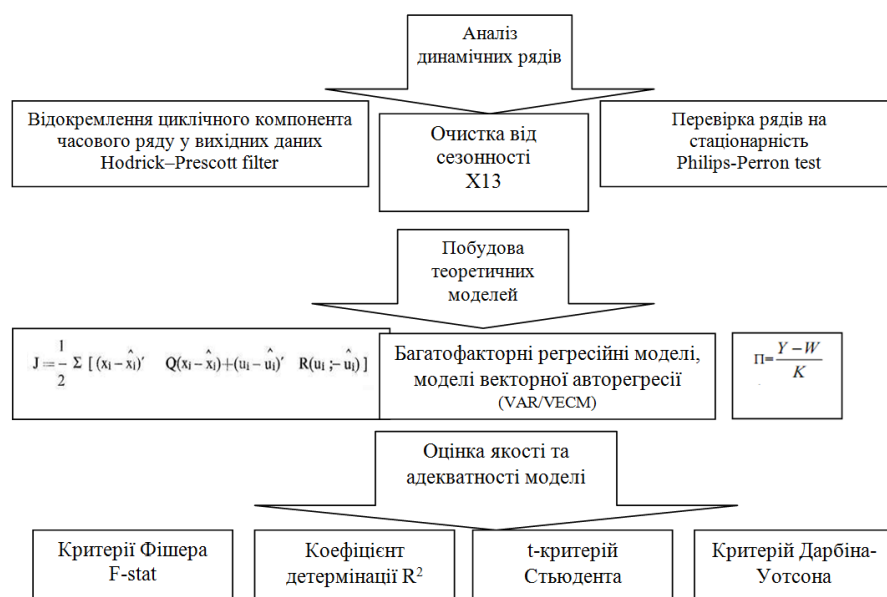 Аналіз
динамічних рядів
Відокремлення циклічного компонента
часового ряду у вихідних даних
Hodrick–Prescott filter
Очистка від
сезонності
X13
Перевірка рядів на
стаціонарність
Philips-Perron test
Побудова
теоретичних
моделей
J = 1/2 Σ [ (xᵢ – x̂ᵢ)′ Q(xᵢ – x̂ᵢ)+(uᵢ – ûᵢ)′ R(uᵢ ;– ûᵢ) ]
Багатофакторні регресійні моделі,
моделі векторної авторегресії
(VAR/VECM)
П= Y – W / K
Оцінка якості та
адекватності моделі
Критерії Фішера
F-stat
Коефіцієнт
детермінації R²
t-критерій
Стьюдента
Критерій Дарбіна-
Уотсона